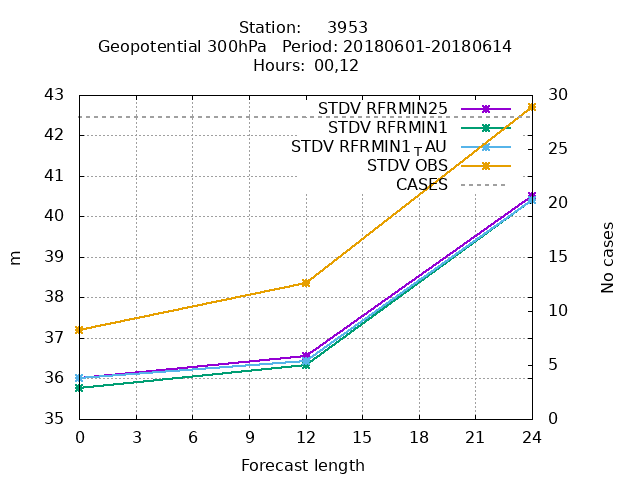 Station: 3953
Geopotential 300hPa Period: 20180601-20180614
Hours: 00,12
43
42
41
40
39
38
37
36
35
m
30
25
20
15
10
5
0
No cases
STDV RFRMIN25
STDV RFRMIN1
STDV RFRMIN1TAU
STDV OBS
CASES
0 3 6 9 12 15 18 21 24
Forecast length